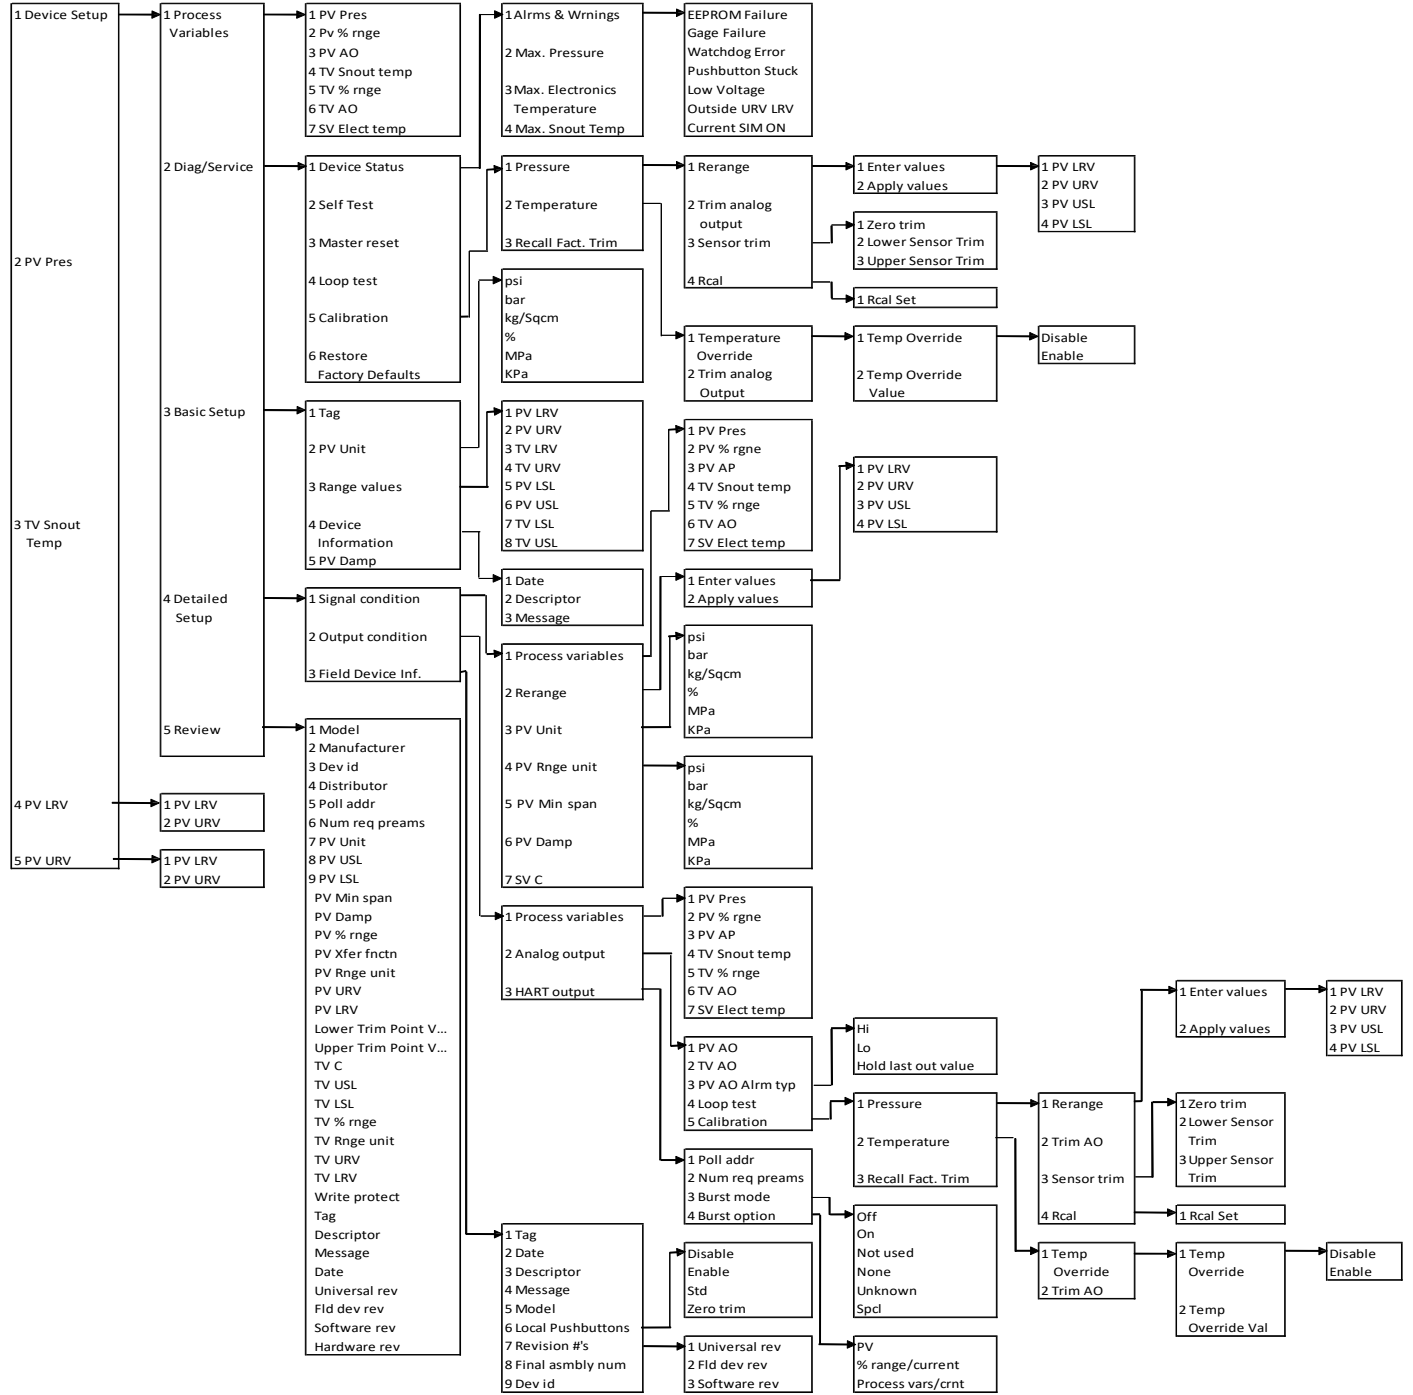 1 Device Setup
2 PV Pres
3 TV Snout
Temp
4 PV LRV
5 PV URV
1 Process
Variables
2 Diag/Service
3 Basic Setup
4 Detailed
Setup
5 Review
1 PV LRV
2 PV URV
1 PV LRV
2 PV URV
1 PV Pres
2 Pv % rnge
3 PV AO
4 TV Snout temp
5 TV % rnge
6 TV AO
7 SV Elect temp
1 Device Status
2 Self Test
3 Master reset
4 Loop test
5 Calibration
6 Restore
Factory Defaults
1 Tag
2 PV Unit
3 Range values
4 Device
Information
5 PV Damp
1 Signal condition
2 Output condition
3 Field Device Inf.
1 Model
2 Manufacturer
3 Dev id
4 Distributor
5 Poll addr
6 Num req preams
7 PV Unit
8 PV USL
9 PV LSL
PV Min span
PV Damp
PV % rnge
PV Xfer fnctn
PV Rnge unit
PV URV
PV LRV
Lower Trim Point V...
Upper Trim Point V...
TV C
TV USL
TV LSL
TV % rnge
TV Rnge unit
TV URV
TV LRV
Write protect
Tag
Descriptor
Message
Date
Universal rev
Fld dev rev
Software rev
Hardware rev
1 Alrms & Wrnings
2 Max. Pressure
3 Max. Electronics
Temperature
4 Max. Snout Temp
1 Pressure
2 Temperature
3 Recall Fact. Trim
psi
bar
kg/Sqcm
%
MPa
KPa
1 PV LRV
2 PV URV
3 TV LRV
4 TV URV
5 PV LSL
6 PV USL
7 TV LSL
8 TV USL
1 Date
2 Descriptor
3 Message
1 Process variables
2 Rerange
3 PV Unit
4 PV Rnge unit
5 PV Min span
6 PV Damp
7 SV C
1 Process variables
2 Analog output
3 HART output
1 Tag
2 Date
3 Descriptor
4 Message
5 Model
6 Local Pushbuttons
7 Revision #'s
8 Final asmbly num
9 Dev id
EEPROM Failure
Gage Failure
Watchdog Error
Pushbutton Stuck
Low Voltage
Outside URV LRV
Current SIM ON
1 Rerange
2 Trim analog
output
3 Sensor trim
4 Rcal
1 Temperature
Override
2 Trim analog
Output
1 PV Pres
2 PV % rgne
3 PV AP
4 TV Snout temp
5 TV % rnge
6 TV AO
7 SV Elect temp
1 Enter values
2 Apply values
psi
bar
kg/Sqcm
%
MPa
KPa
psi
bar
kg/Sqcm
%
MPa
KPa
1 PV Pres
2 PV % rgne
3 PV AP
4 TV Snout temp
5 TV % rnge
6 TV AO
7 SV Elect temp
1 PV AO
2 TV AO
3 PV AO Alrm typ
4 Loop test
5 Calibration
1 Poll addr
2 Num req preams
3 Burst mode
4 Burst option
Disable
Enable
Std
Zero trim
1 Universal rev
2 Fld dev rev
3 Software rev
1 Enter values
2 Apply values
1 Zero trim
2 Lower Sensor Trim
3 Upper Sensor Trim
1 Rcal Set
1 Temp Override
2 Temp Override
Value
1 PV LRV
2 PV URV
3 PV USL
4 PV LSL
Hi
Lo
Hold last out value
1 Pressure
2 Temperature
3 Recall Fact. Trim
Off
On
Not used
None
Unknown
Spcl
PV
% range/current
Process vars/crnt
1 PV LRV
2 PV URV
3 PV USL
4 PV LSL
Disable
Enable
1 Rerange
2 Trim AO
3 Sensor trim
4 Rcal
1 Temp
Override
2 Trim AO
1 Enter values
2 Apply values
1 Zero trim
2 Lower Sensor
Trim
3 Upper Sensor
Trim
1 Rcal Set
1 Temp
Override
2 Temp
Override Val
1 PV LRV
2 PV URV
3 PV USL
4 PV LSL
Disable
Enable